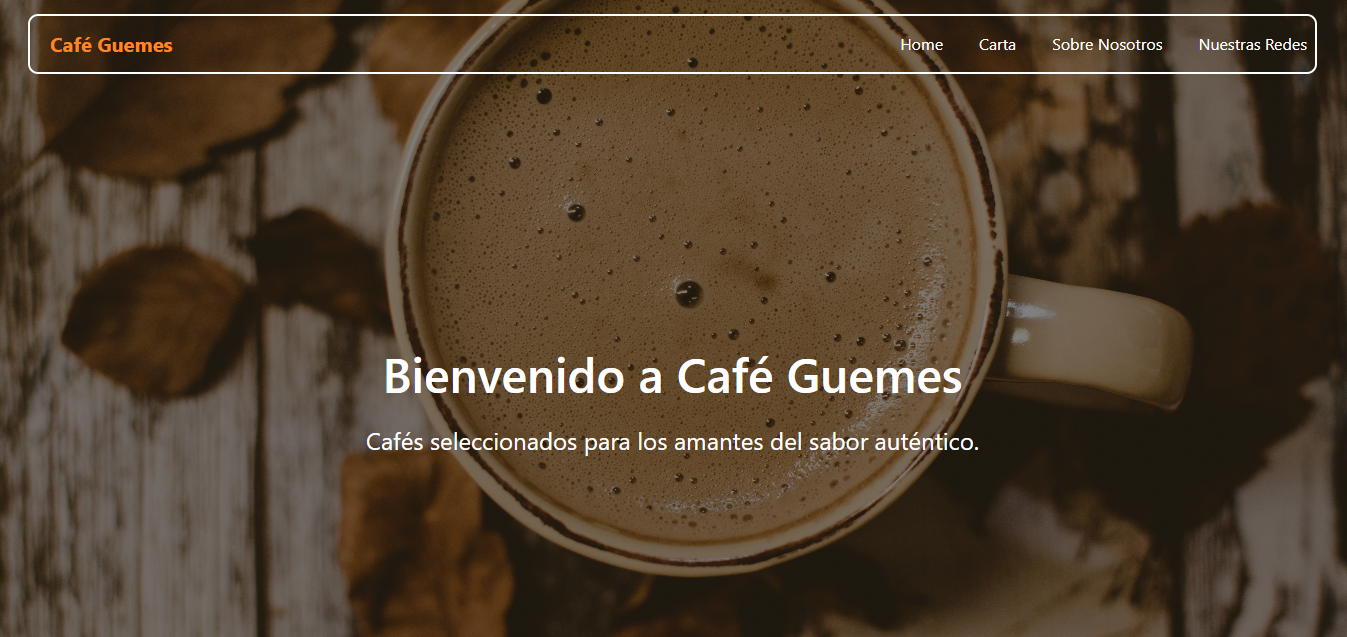 Café Guemes
Home Carta Sobre Nosotros Nuestras Redes
Bienvenido a Café Guemes
Cafés seleccionados para los amantes del sabor auténtico.